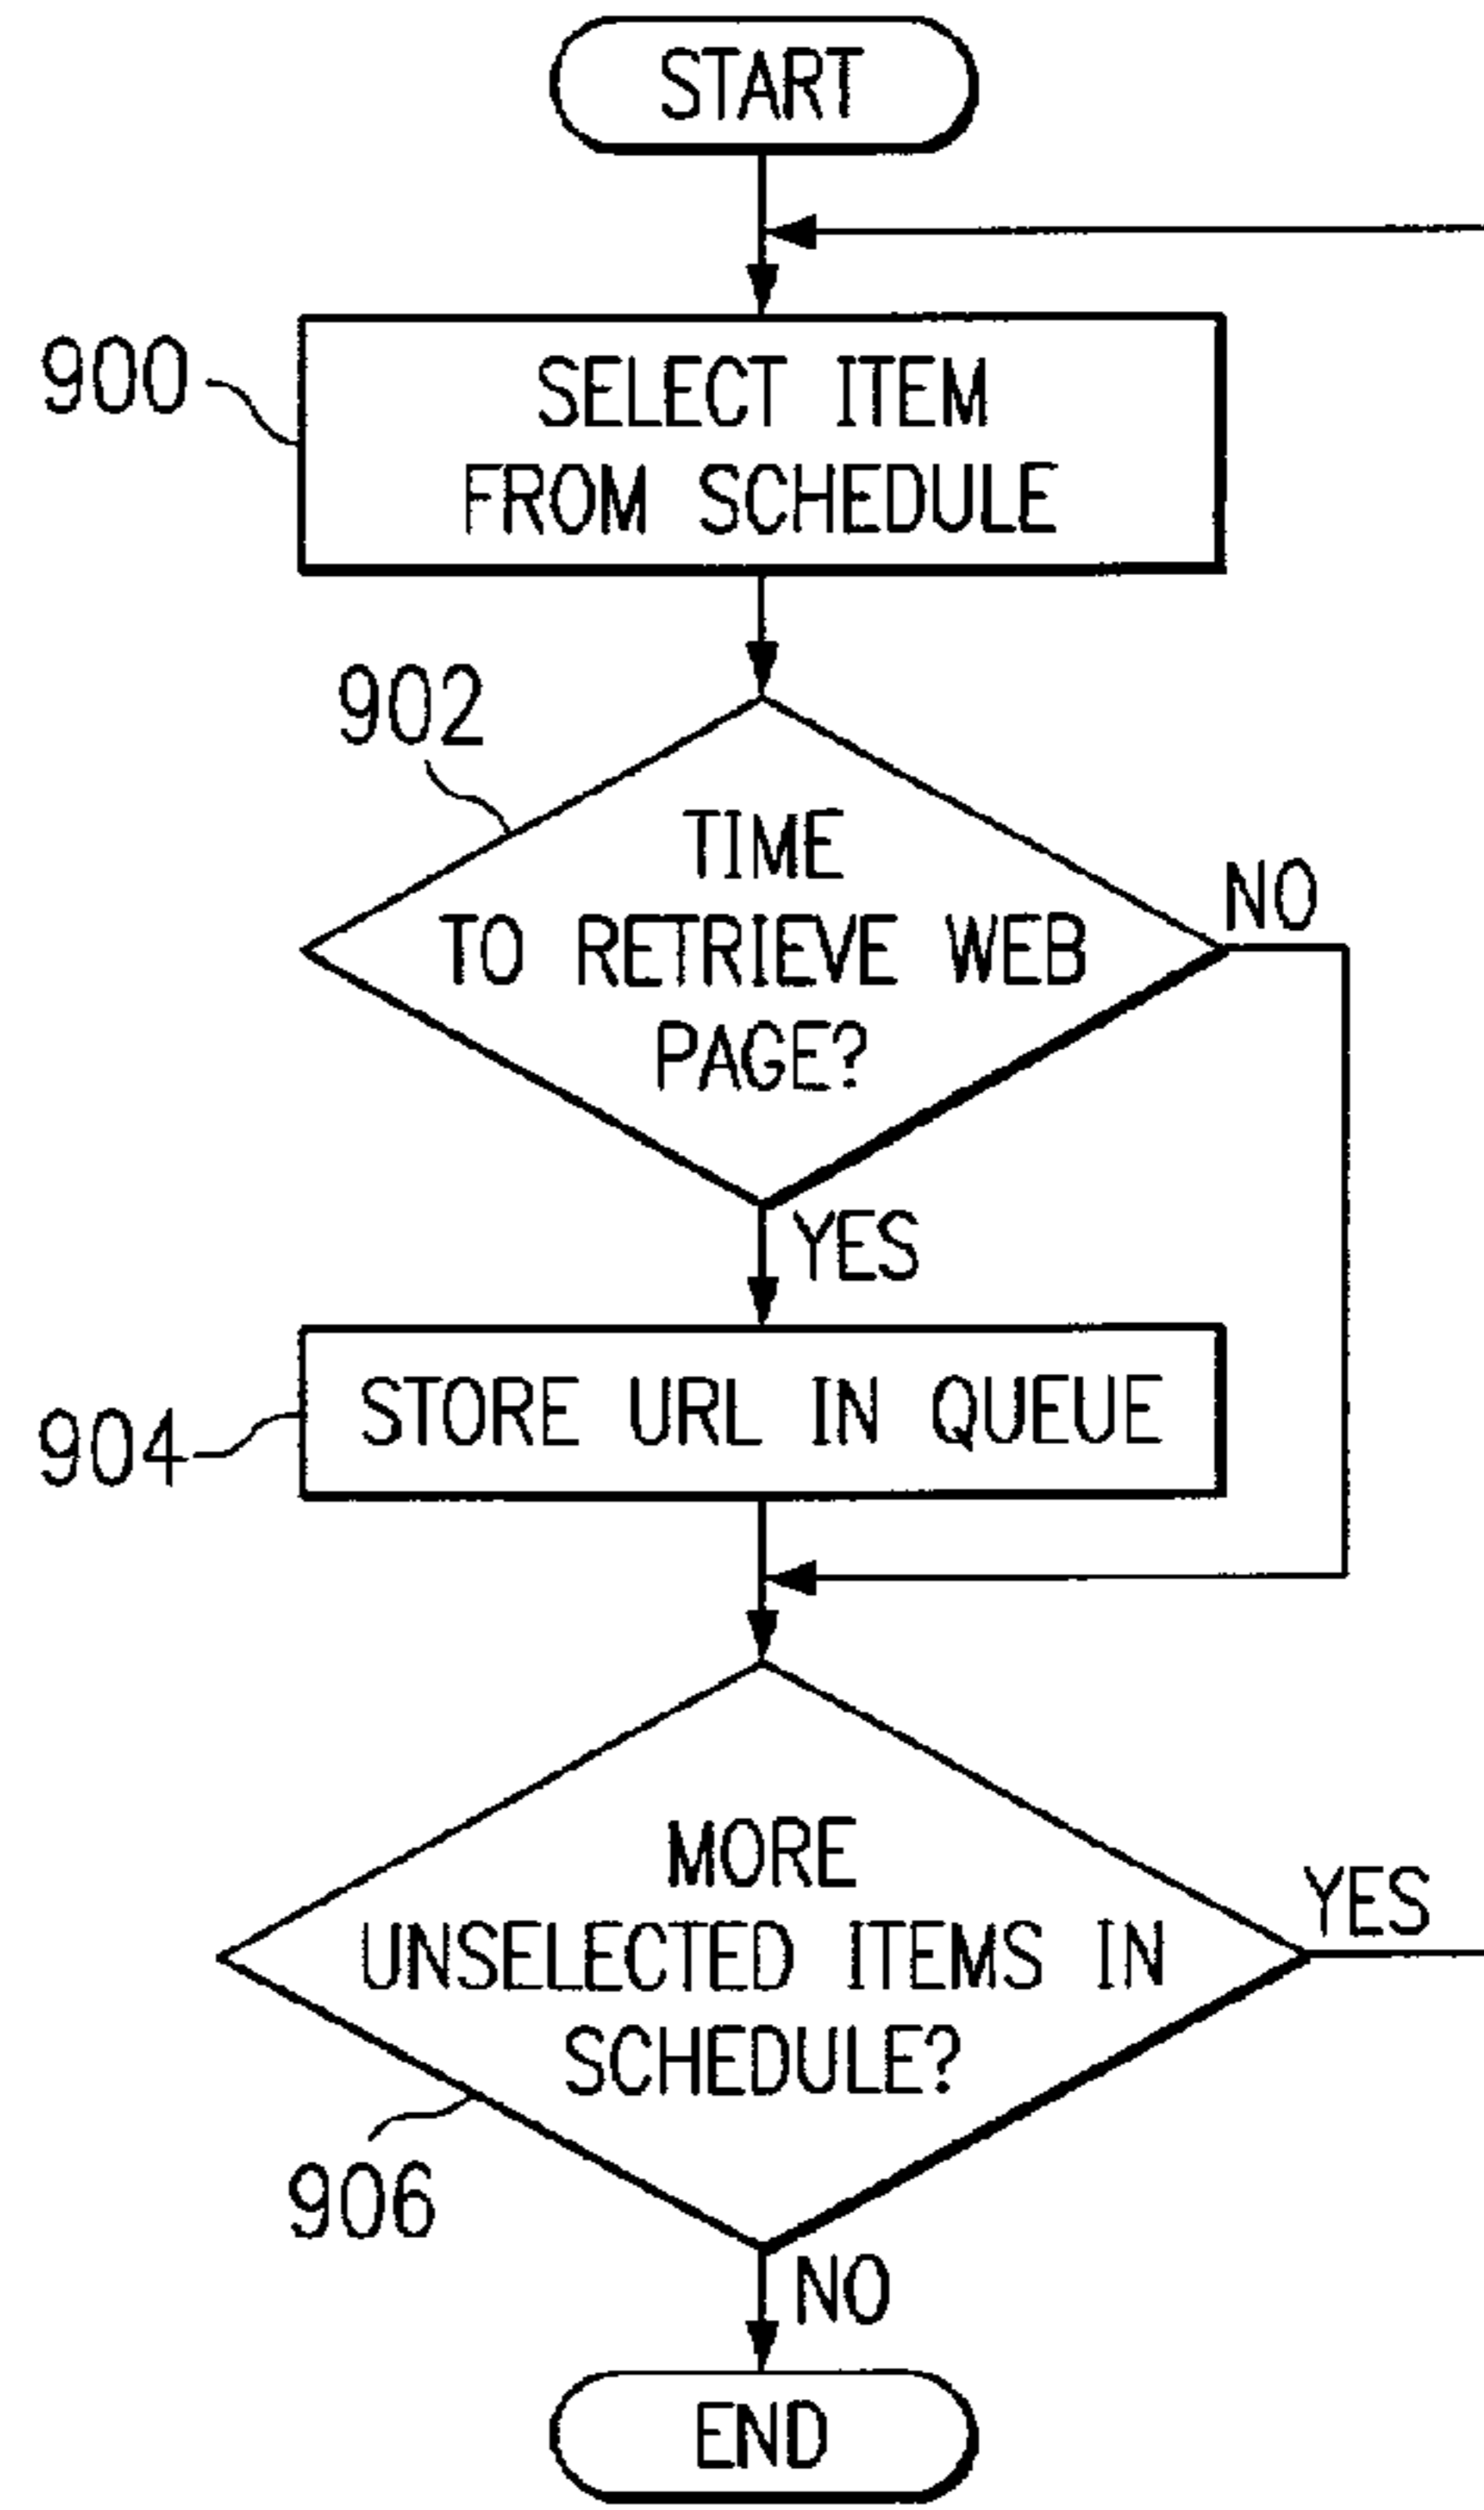 START
900
SELECT ITEM
FROM SCHEDULE
902
TIME
TO RETRIEVE WEB
PAGE?
NO
YES
904
STORE URL IN QUEUE
MORE
UNSELECTED ITEMS IN
SCHEDULE?
YES
906
NO
END